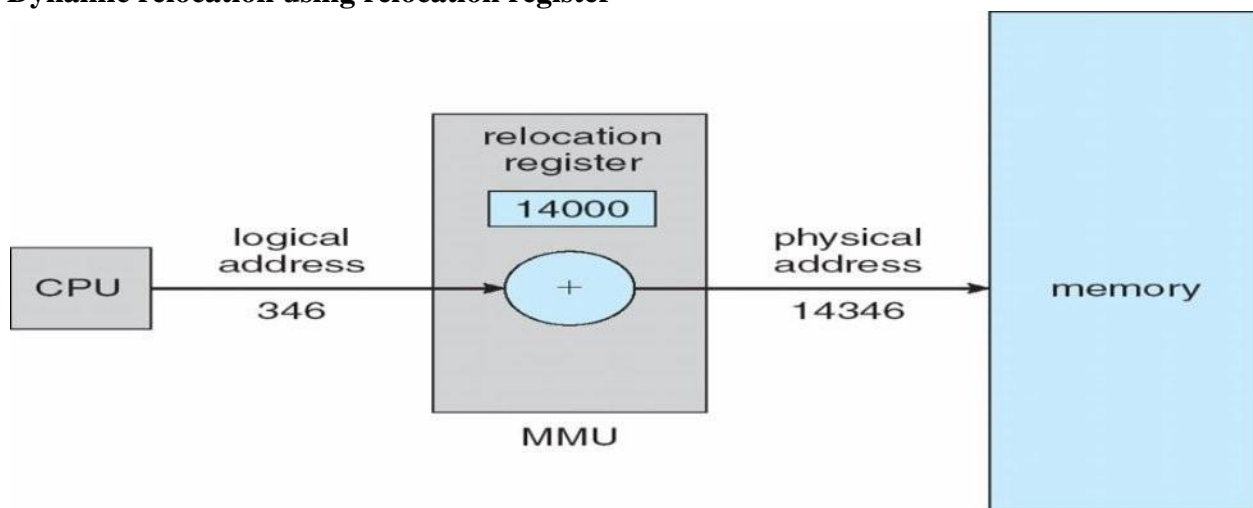 Dynamic relocation using relocation register
relocation
register
14000
logical
address
physical
address
CPU
+
memory
346
14346
MMU